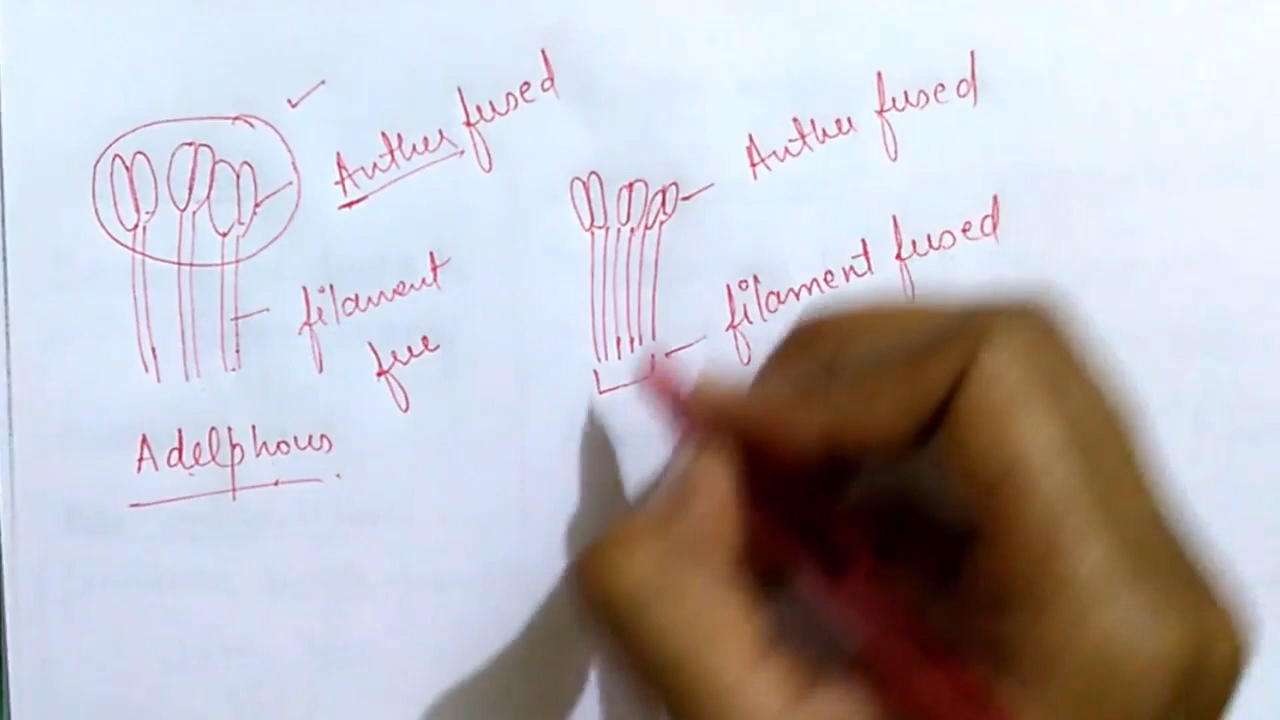 Anther fused
filament
free
Adelphous
Anther fused
filament fused